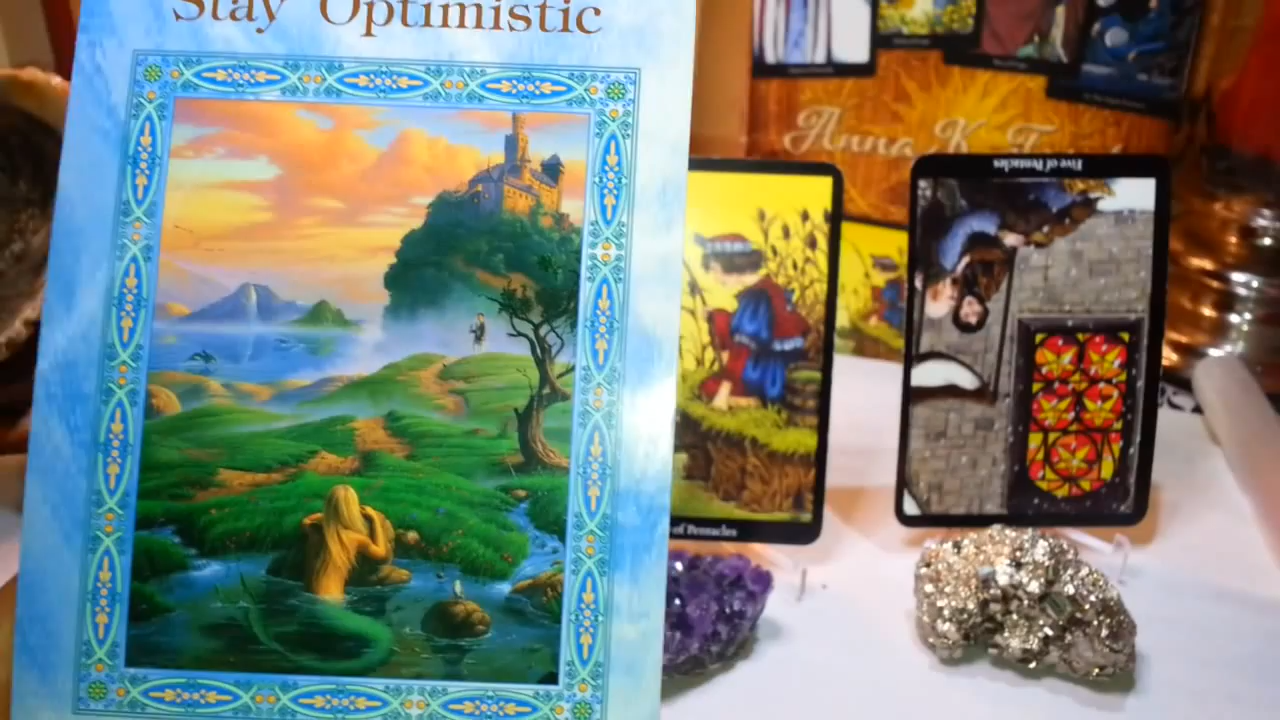 Stay Optimistic
Anna K
Five of Pentacles
of Pentacles